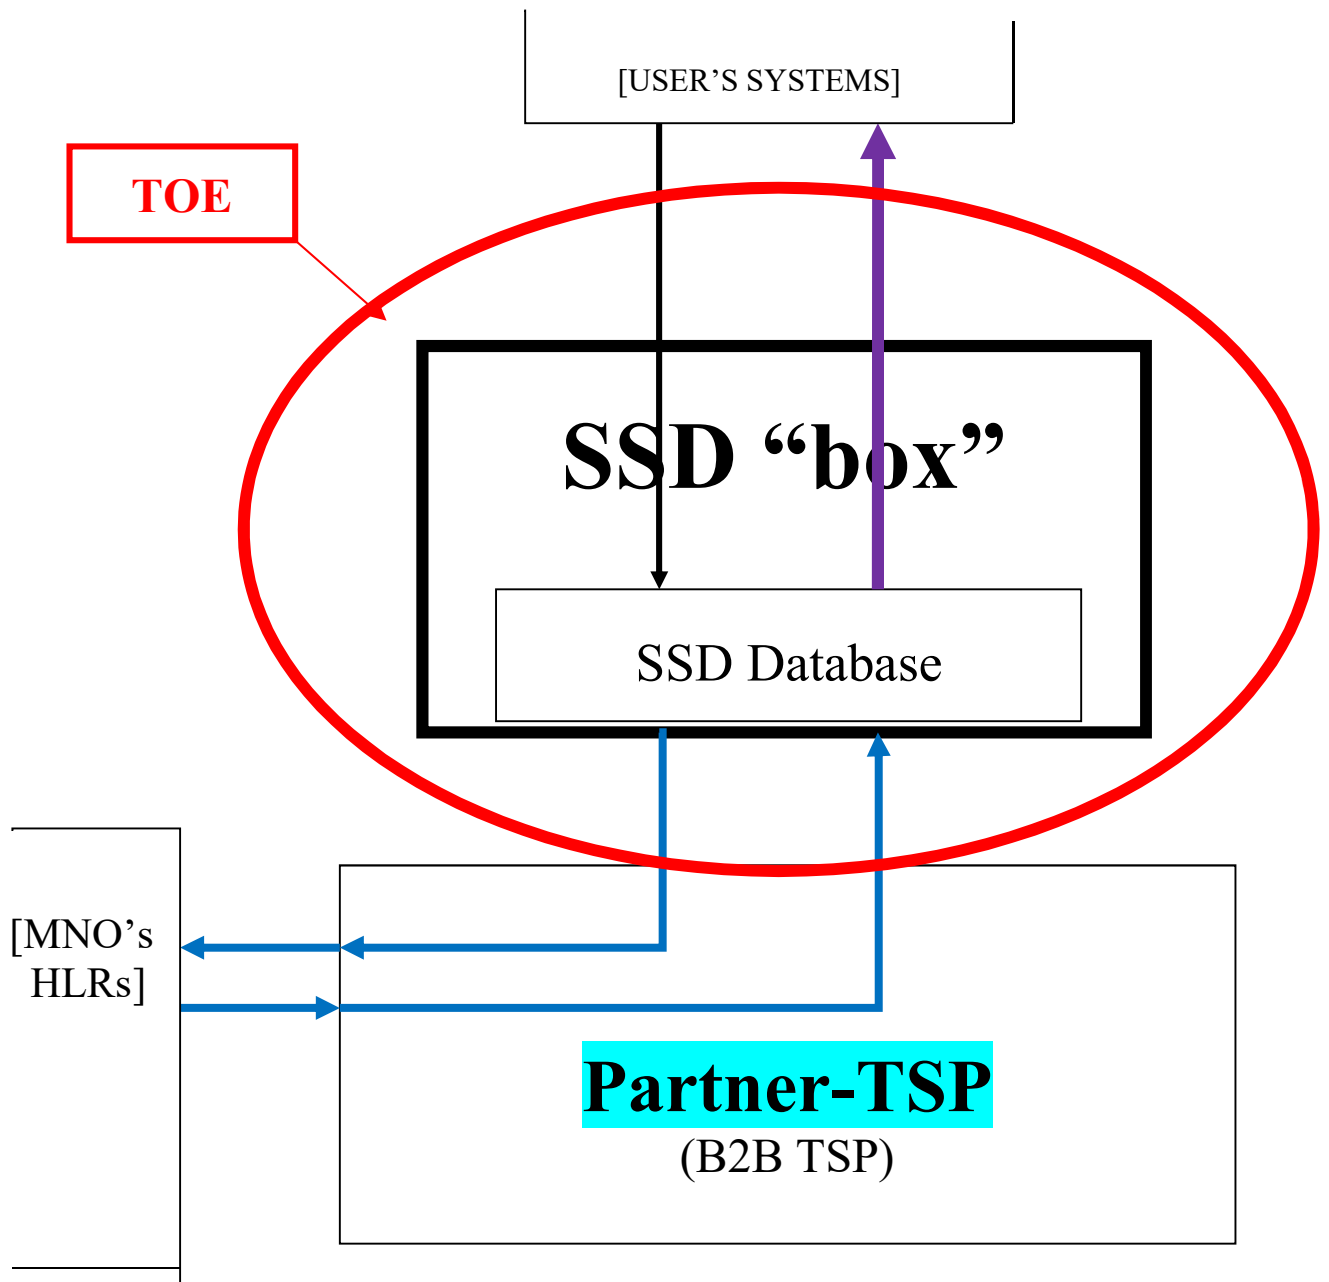 [USER’S SYSTEMS]
TOE
SSD “box”
SSD Database
[MNO’s
HLRs]
Partner-TSP
(B2B TSP)